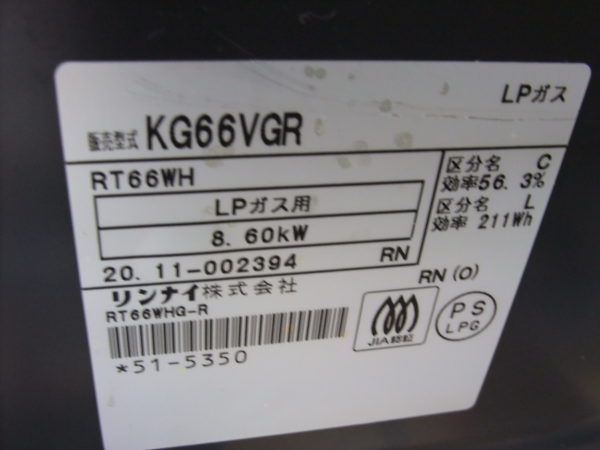 LPガス
販売型式 KG66VGR
RT66WH
LPガス用
8.60kW
20.11-002394 RN
区分名 C
効率56.3%
区分名 L
効率 211Wh
リンナイ株式会社
RN(O)
RT66WHG-R
*51-5350
JIA認証
PS
LPG